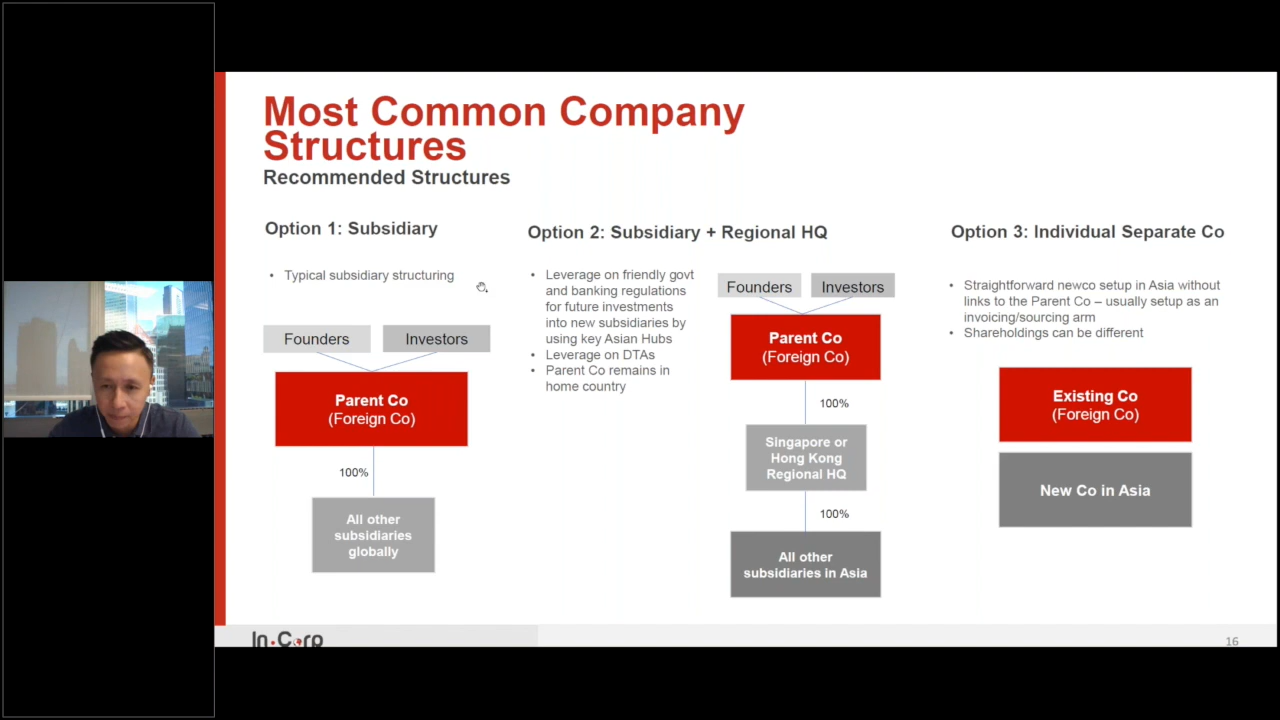 Most Common Company
Structures
Recommended Structures
Option 1: Subsidiary
• Typical subsidiary structuring
Founders
Investors
Parent Co
(Foreign Co)
100%
All other
subsidiaries
globally
Option 2: Subsidiary + Regional HQ
• Leverage on friendly govt
and banking regulations
for future investments
into new subsidiaries by
using key Asian Hubs
• Leverage on DTAs
• Parent Co remains in
home country
Founders
Investors
Parent Co
(Foreign Co)
100%
Singapore or
Hong Kong
Regional HQ
100%
All other
subsidiaries in Asia
Option 3: Individual Separate Co
• Straightforward newco setup in Asia without
links to the Parent Co – usually setup as an
invoicing/sourcing arm
• Shareholdings can be different
Existing Co
(Foreign Co)
New Co in Asia
In.Corp
16